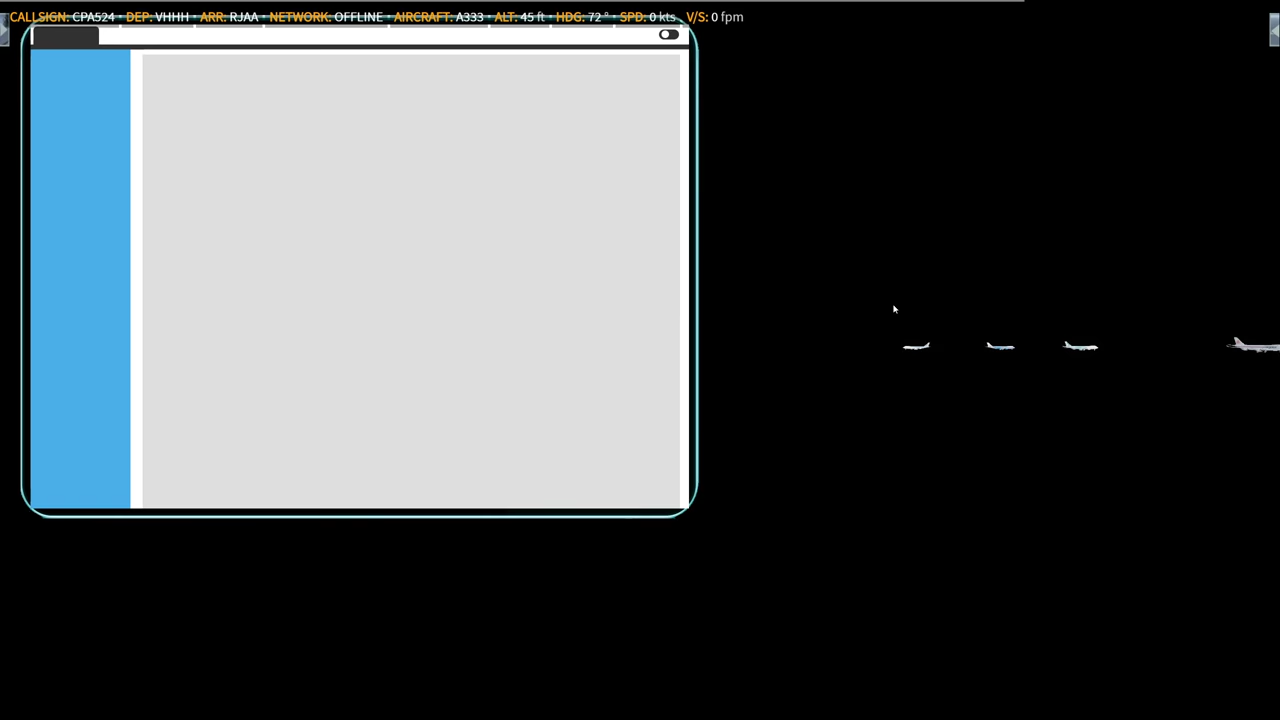 CALLSIGN: CPA524 • DEP: VHHH • ARR: RJAA • NETWORK: OFFLINE • AIRCRAFT: A333 • ALT: 45 ft • HDG: 72 ° • SPD: 0 kts • V/S: 0 fpm